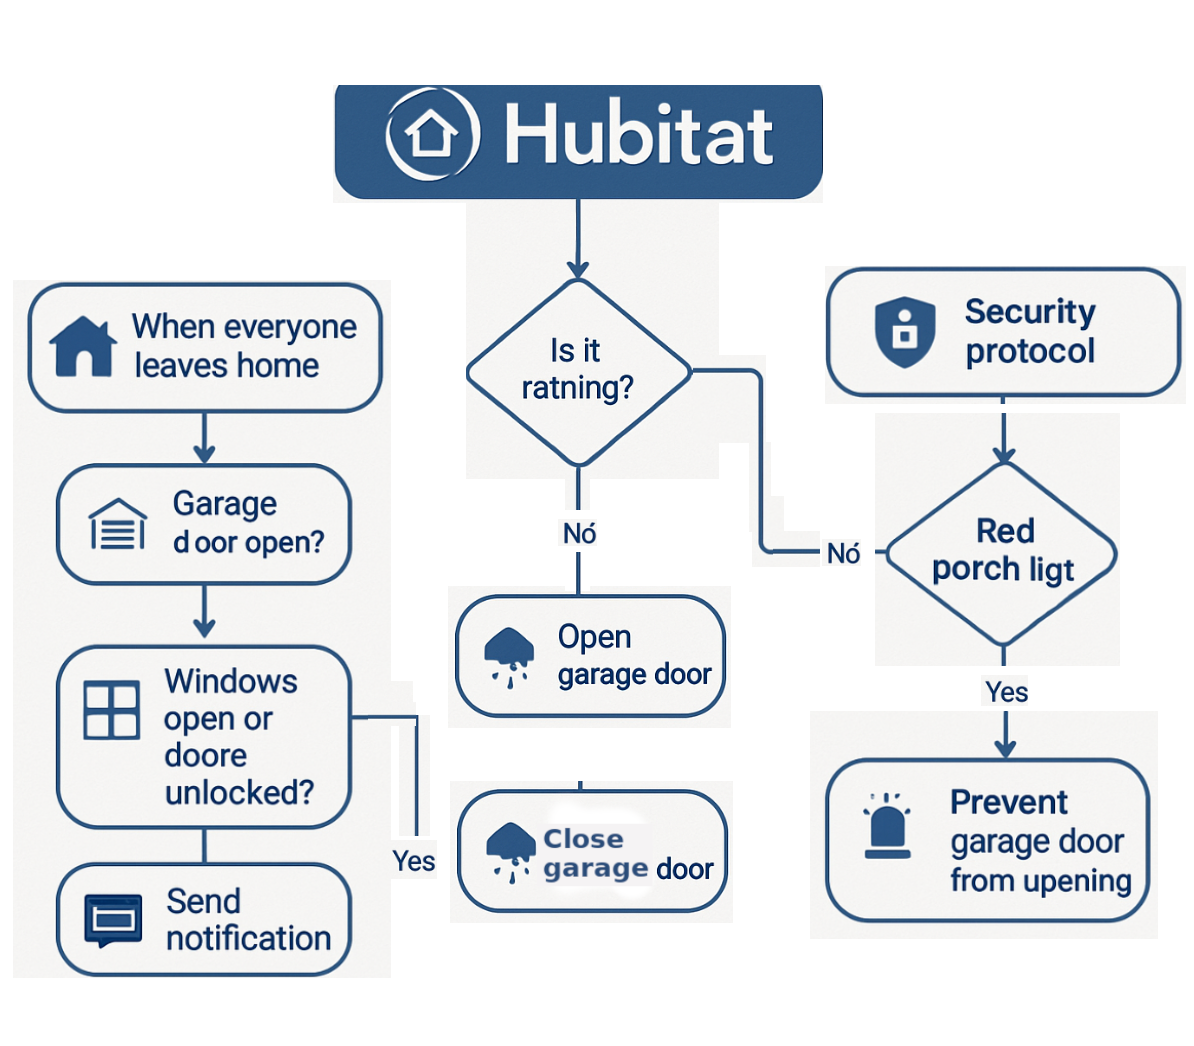 Hubitat
When everyone
leaves home
Garage
door open?
Windows
open or
doore
unlocked?
Yes
Send
notification
Is it
ratning?
Nó
Open
garage door
Close
garage door
Security
protocol
Red
porch ligt
Nó
Yes
Prevent
garage door
from upening